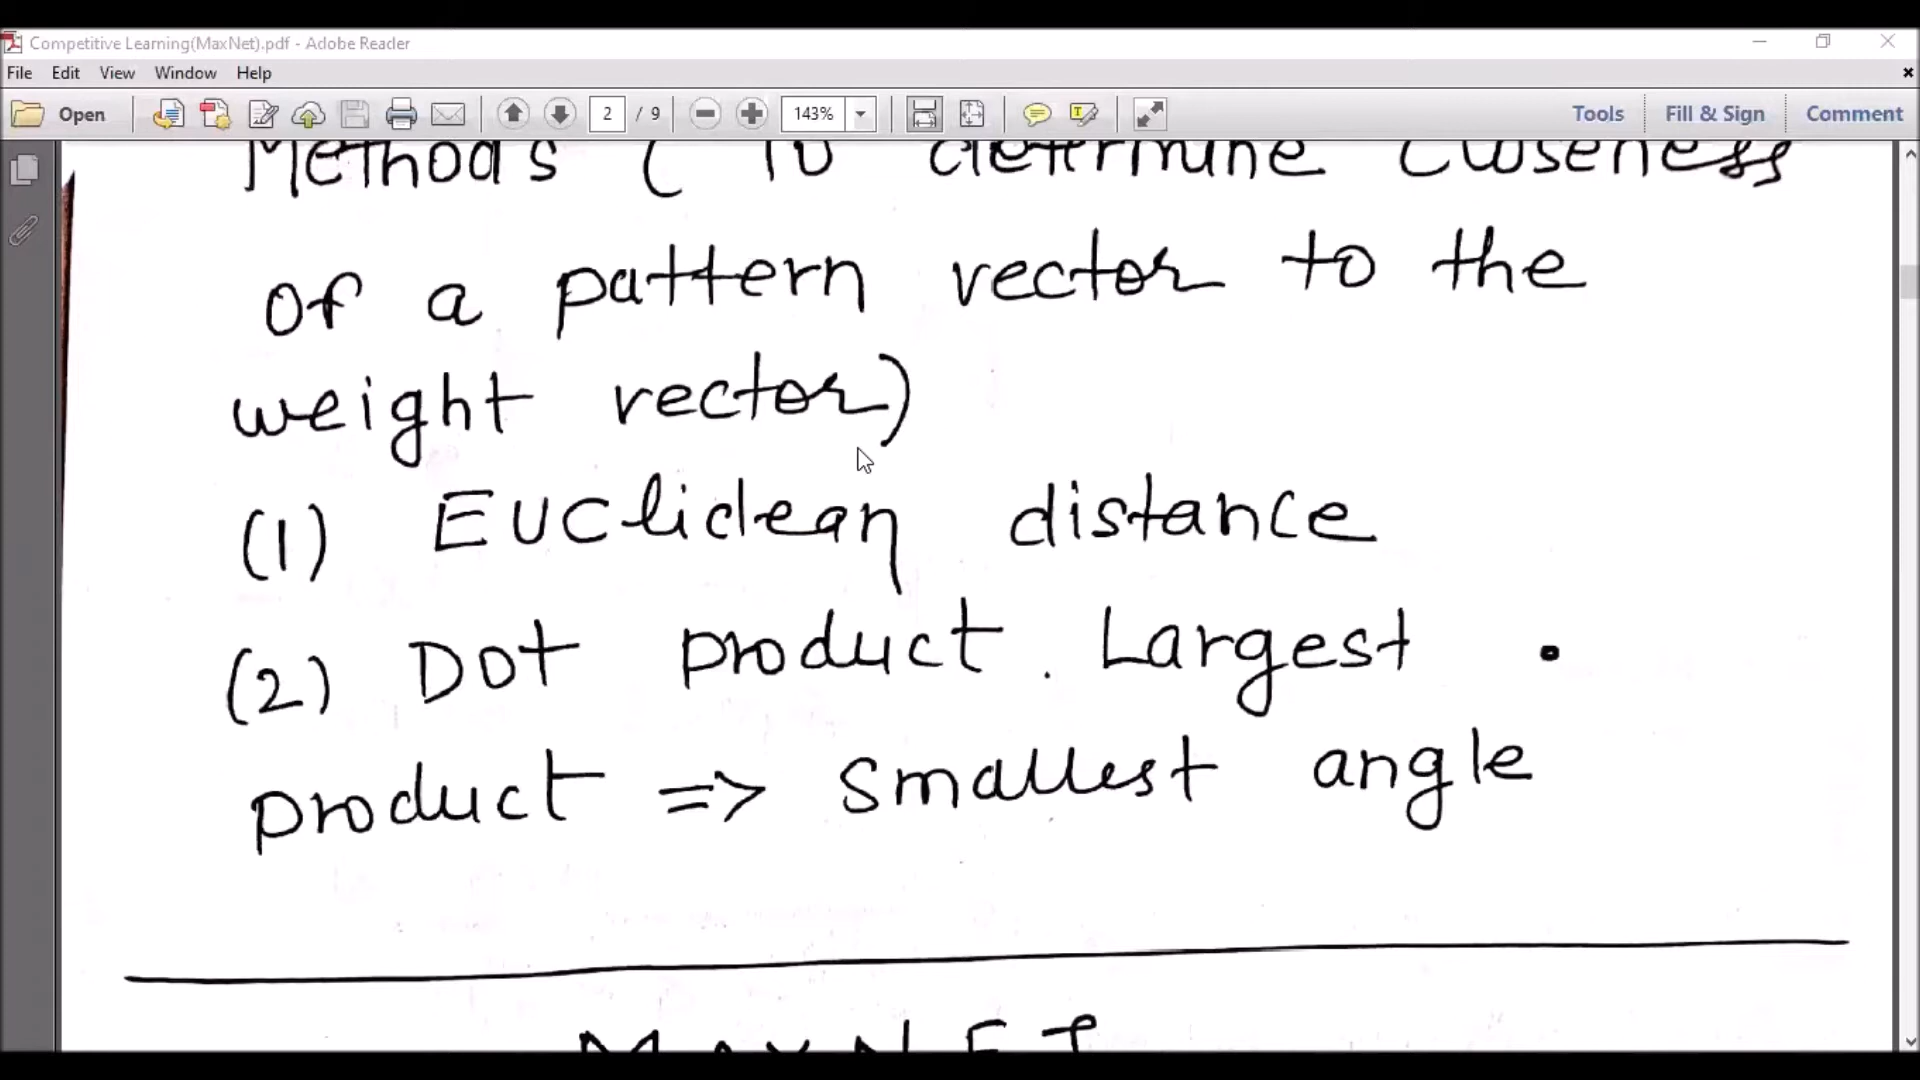 Competitive Learning(MaxNet).pdf - Adobe Reader
File Edit View Window Help
Open 2 / 9 143% Tools Fill & Sign Comment
Methods ( To determine closeness
of a pattern vector to the
weight vector)
(1) Euclidean distance
(2) Dot product. Largest •
product => smallest angle
MAXNET